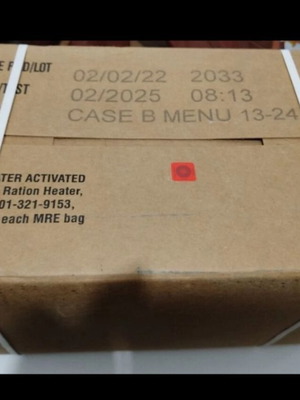 02/02/22 2033
02/2025 08:13
CASE B MENU 13-24
ACTIVATED
Ration Heater,
01-321-9153,
each MRE bag